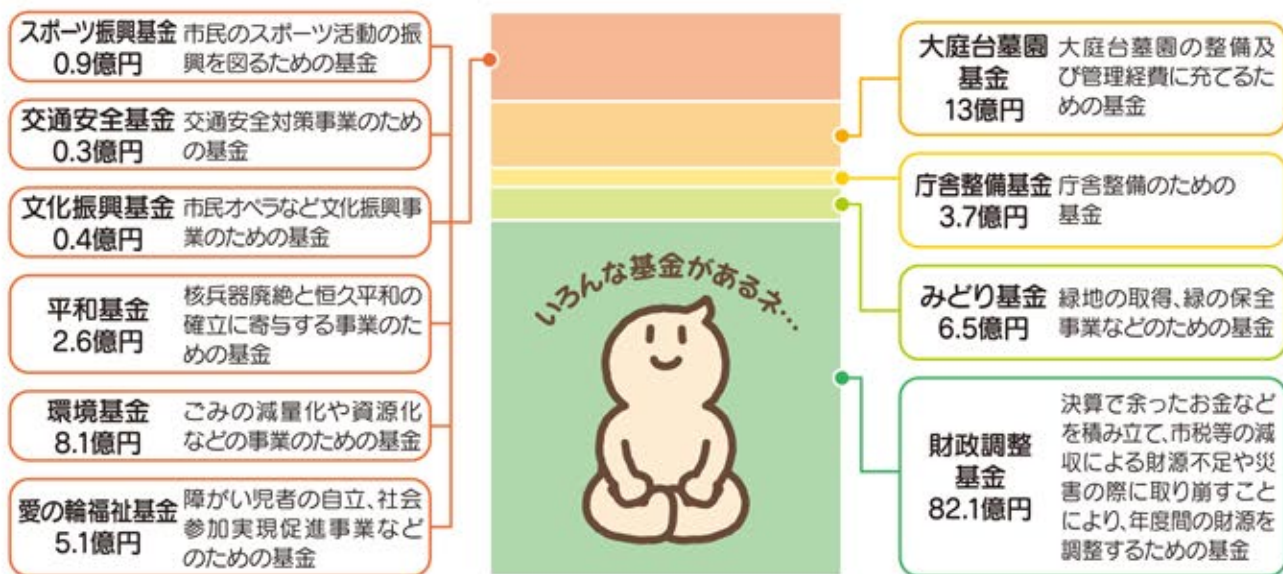 スポーツ振興基金
0.9億円
市民のスポーツ活動の振
興を図るための基金
交通安全基金
0.3億円
交通安全対策事業のため
の基金
文化振興基金
0.4億円
市民オペラなど文化振興事
業のための基金
平和基金
2.6億円
核兵器廃絶と恒久平和の
確立に寄与する事業のた
めの基金
環境基金
8.1億円
ごみの減量化や資源化
などの事業のための基金
愛の輪福祉基金
5.1億円
障がい児者の自立、社会
参加実現促進事業など
のための基金
いろんな基金があるネ…
大庭台墓園
基金
13億円
大庭台墓園の整備及
び管理経費に充てるた
めの基金
庁舎整備基金
3.7億円
庁舎整備のための
基金
みどり基金
6.5億円
緑地の取得、緑の保全
事業などのための基金
財政調整
基金
82.1億円
決算で余ったお金など
を積み立て、市税等の減
収による財源不足や災
害の際に取り崩すこと
により、年度間の財源を
調整するための基金